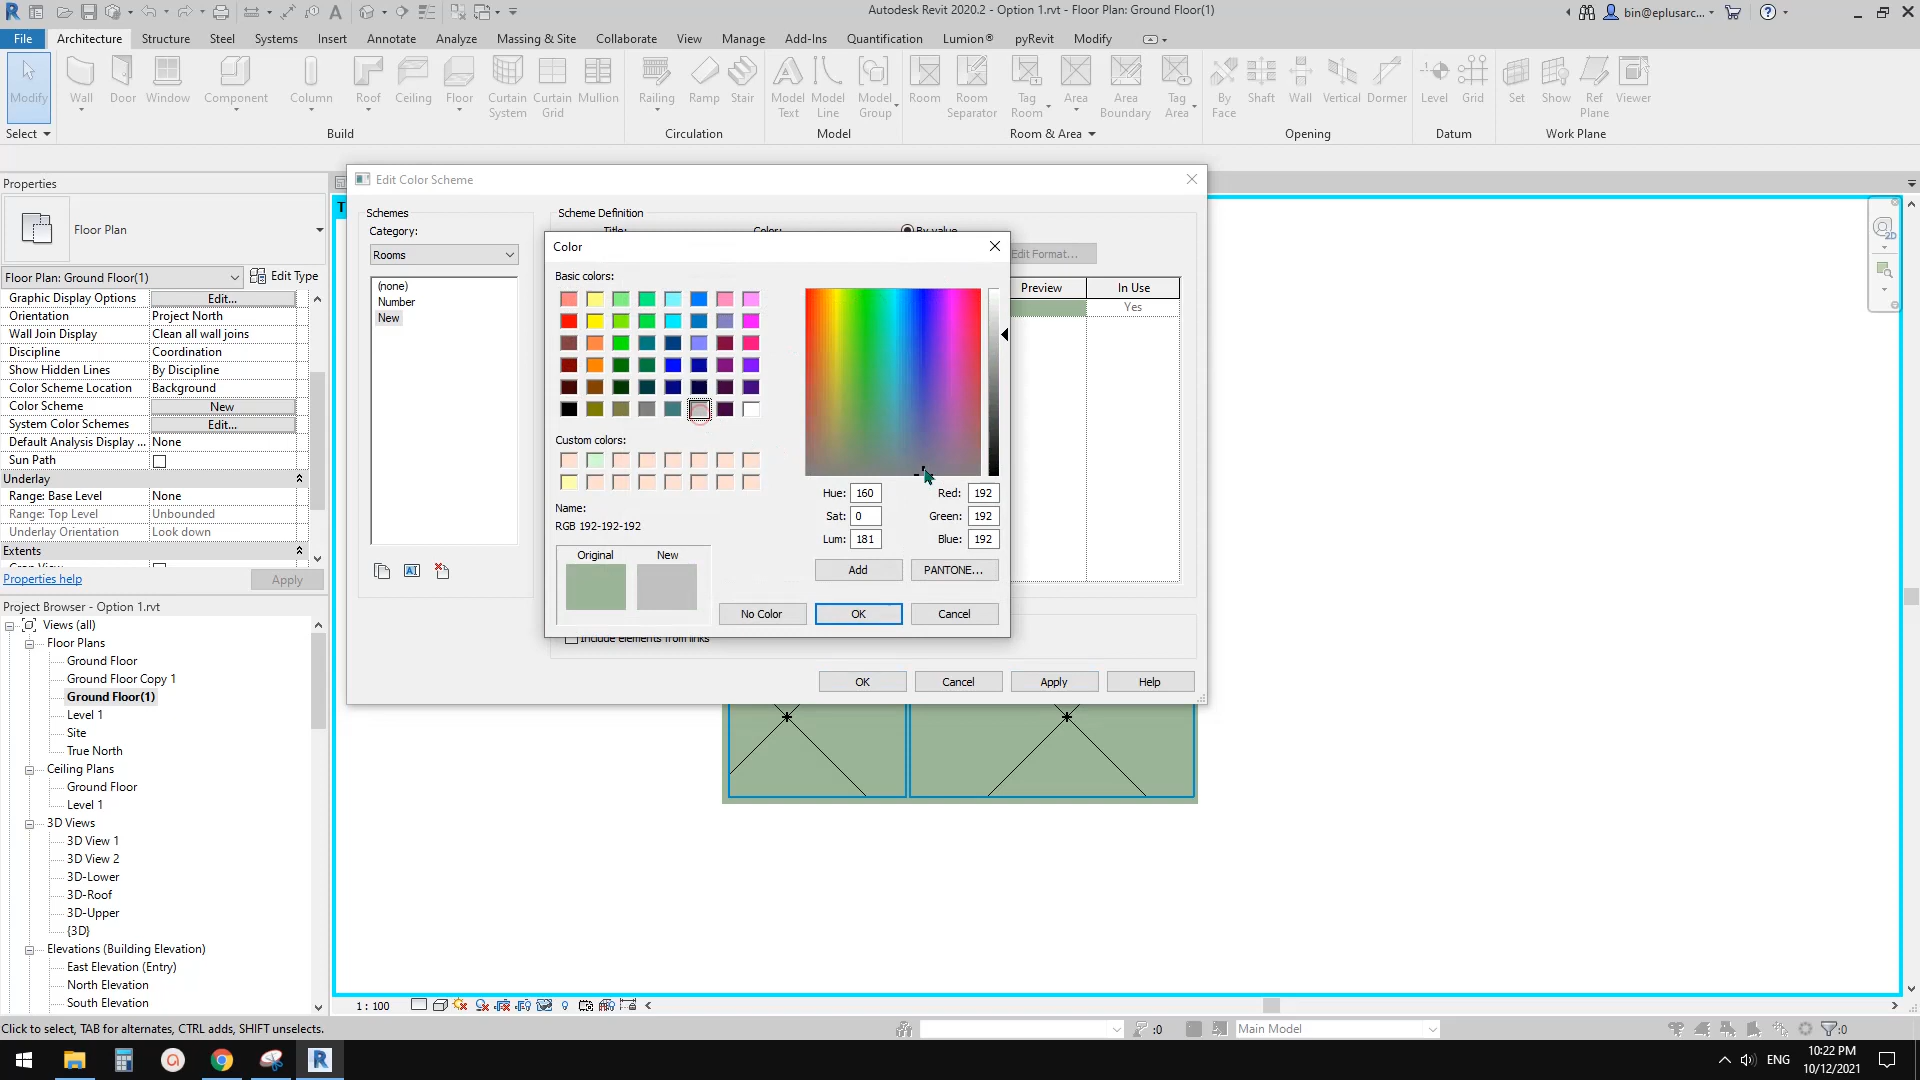 Autodesk Revit 2020.2 - Option 1.rvt - Floor Plan: Ground Floor(1)
bin@eplusarc...
File Architecture Structure Steel Systems Insert Annotate Analyze Massing & Site Collaborate View Manage Add-Ins Quantification Lumion® pyRevit Modify
Modify Wall Door Window Component Column Roof Ceiling Floor Curtain System Curtain Grid Mullion Railing Ramp Stair Model Text Model Line Model Group Room Room Separator Tag Room Area Area Boundary Tag Area By Face Shaft Wall Vertical Dormer Level Grid Set Show Ref Plane Viewer
Select Build Circulation Model Room & Area Opening Datum Work Plane
Properties
Floor Plan
Floor Plan: Ground Floor(1) Edit Type
Graphic Display Options Edit...
Orientation Project North
Wall Join Display Clean all wall joins
Discipline Coordination
Show Hidden Lines By Discipline
Color Scheme Location Background
Color Scheme New
System Color Schemes Edit...
Default Analysis Display ... None
Sun Path
Underlay
Range: Base Level None
Range: Top Level Unbounded
Underlay Orientation Look down
Extents
Properties help Apply
Project Browser - Option 1.rvt
Views (all)
Floor Plans
Ground Floor
Ground Floor Copy 1
Ground Floor(1)
Level 1
Site
True North
Ceiling Plans
Ground Floor
Level 1
3D Views
3D View 1
3D View 2
3D-Lower
3D-Roof
3D-Upper
{3D}
Elevations (Building Elevation)
East Elevation (Entry)
North Elevation
South Elevation
Edit Color Scheme
Schemes
Category:
Rooms
(none)
Number
New
Scheme Definition
Title: Color: By value
Edit Format...
Preview In Use
Yes
Include elements from links
OK Cancel Apply Help
Color
Basic colors:
Custom colors:
Name:
RGB 192-192-192
Original New
Hue: 160 Red: 192
Sat: 0 Green: 192
Lum: 181 Blue: 192
Add PANTONE...
No Color OK Cancel
2D
1 : 100
Click to select, TAB for alternates, CTRL adds, SHIFT unselects.
:0 Main Model :0
ENG
10:22 PM
10/12/2021